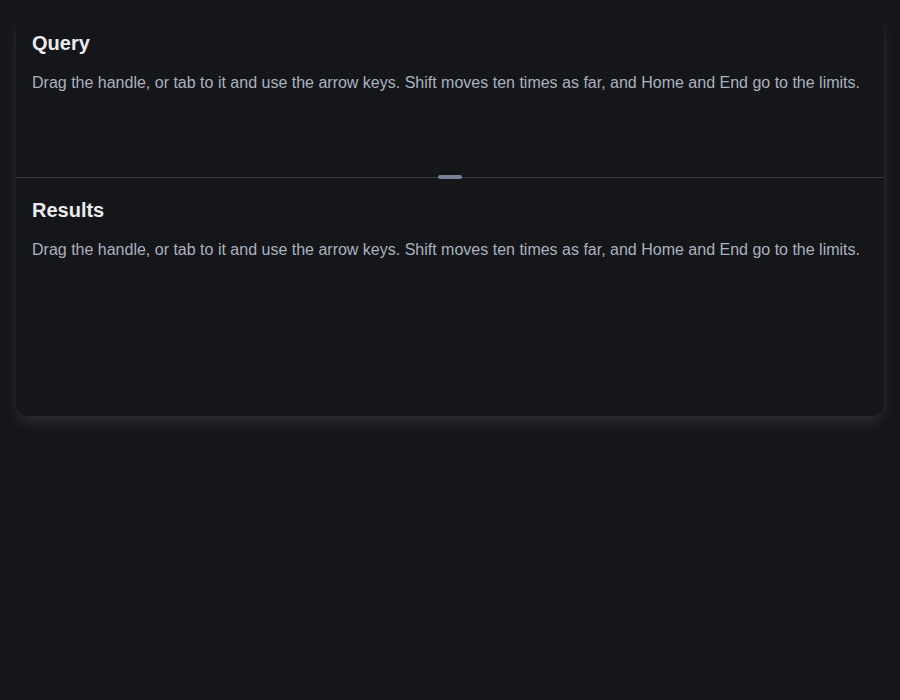 Query
Drag the handle, or tab to it and use the arrow keys. Shift moves ten times as far, and Home and End go to the limits.
Results
Drag the handle, or tab to it and use the arrow keys. Shift moves ten times as far, and Home and End go to the limits.